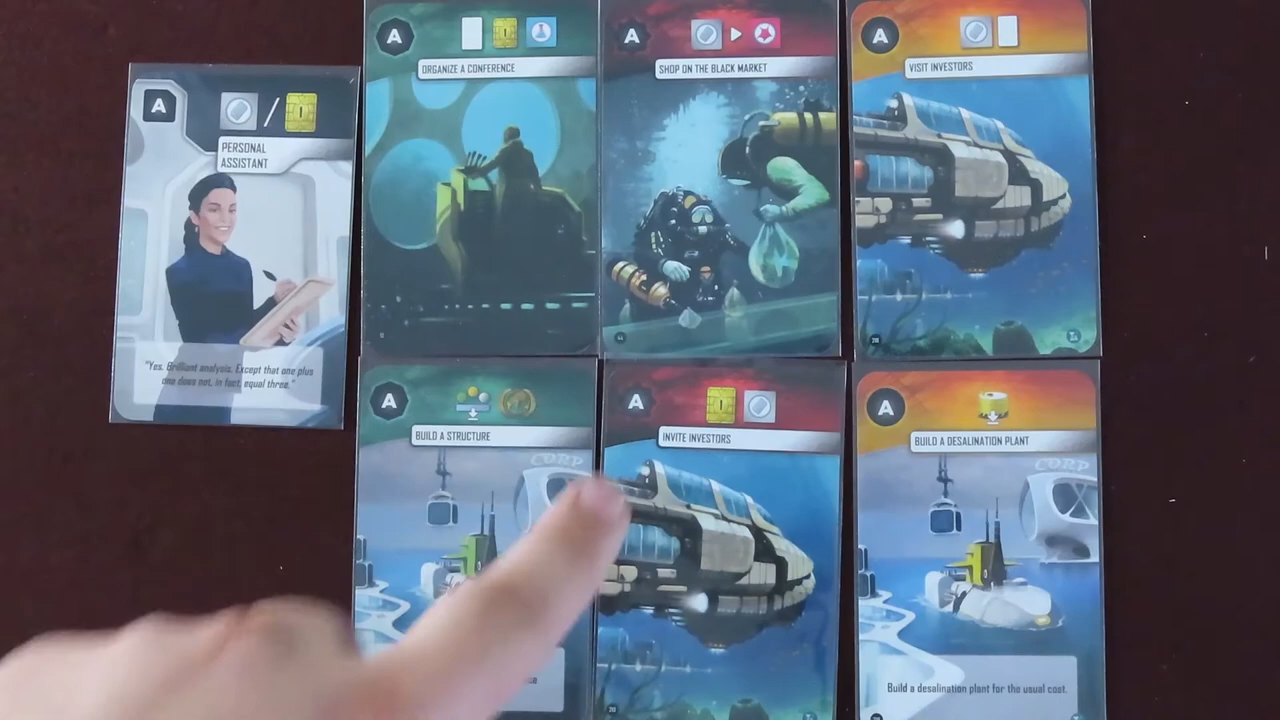 A
PERSONAL
ASSISTANT
"Yes. Brilliant analysis. Except that one plus
one does not, in fact, equal three."
A
ORGANIZE A CONFERENCE
A
SHOP ON THE BLACK MARKET
A
VISIT INVESTORS
A
BUILD A STRUCTURE
CORP
A
INVITE INVESTORS
A
BUILD A DESALINATION PLANT
CORP
Build a desalination plant for the usual cost.